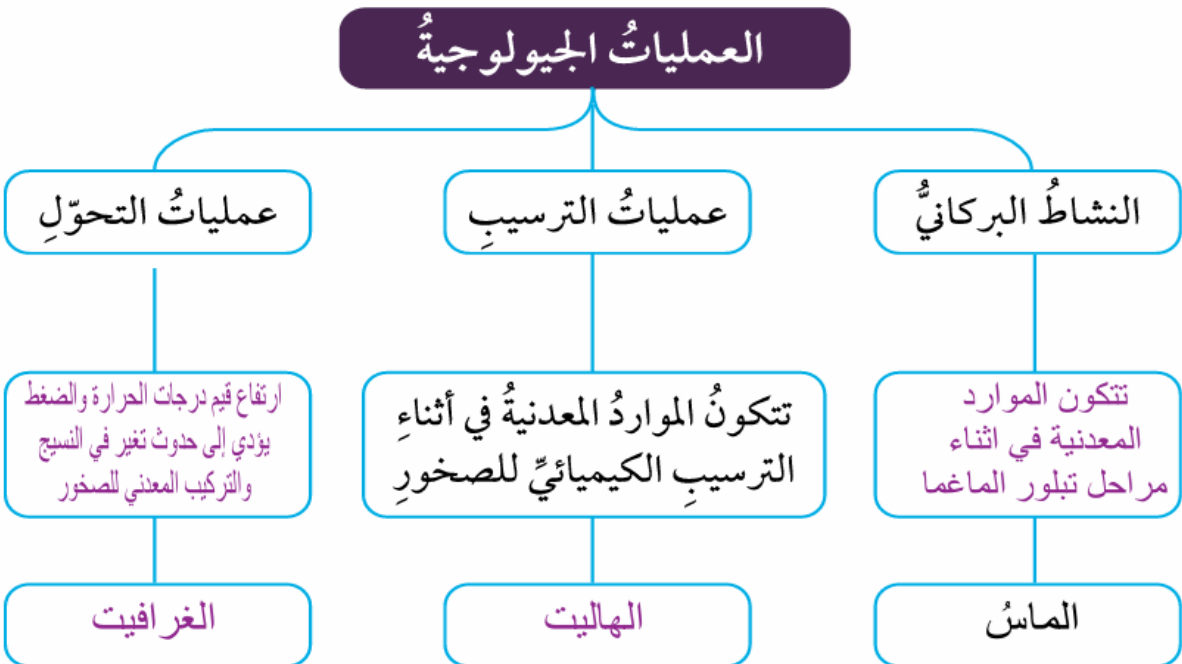 العملياتُ الجيولوجيةُ
النشاطُ البركانيُّ
عملياتُ الترسيبِ
عملياتُ التحوّلِ
تتكون الموارد
المعدنية في اثناء
مراحل تبلور الماغما
تتكونُ المواردُ المعدنيةُ في أثناءِ
الترسيبِ الكيميائيِّ للصخورِ
ارتفاع قيم درجات الحرارة والضغط
يؤدي إلى حدوث تغير في النسيج
والتركيب المعدني للصخور
الماسُ
الهاليت
الغرافيت